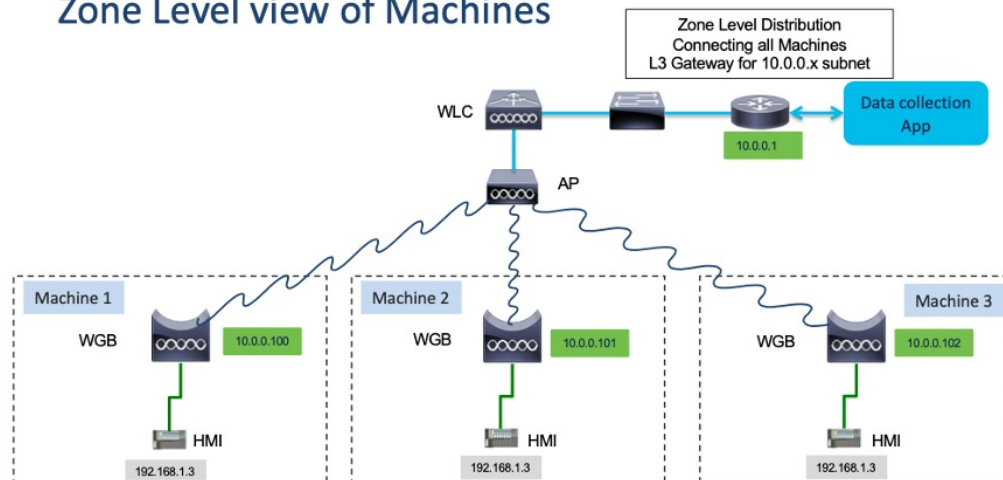 Zone Level view of Machines
Zone Level Distribution
Connecting all Machines
L3 Gateway for 10.0.0.x subnet
WLC
Data collection
App
10.0.0.1
AP
Machine 1
Machine 2
Machine 3
WGB
10.0.0.100
WGB
10.0.0.101
WGB
10.0.0.102
HMI
HMI
HMI
192.168.1.3
192.168.1.3
192.168.1.3